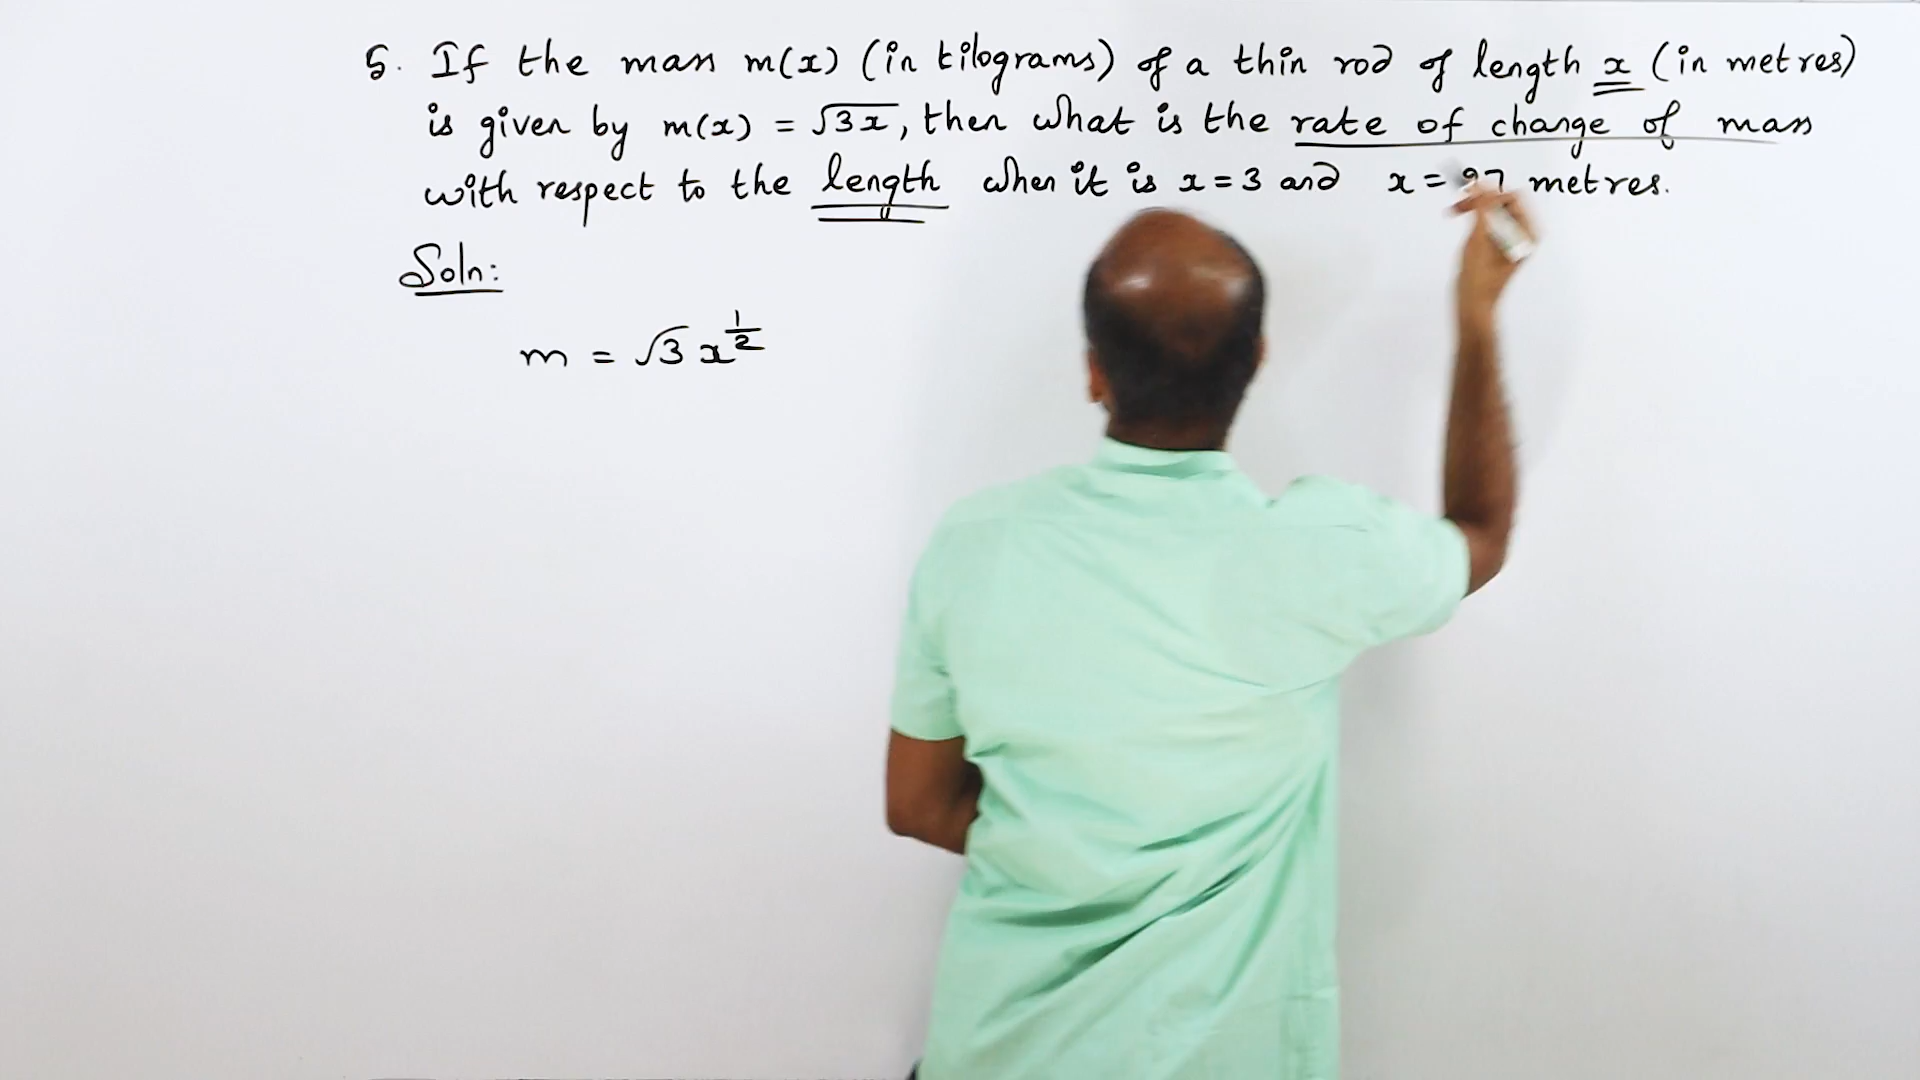 5. If the mass m(x) (in kilograms) of a thin rod of length x (in metres)
is given by m(x) = √3x, then what is the rate of change of mass
with respect to the length when it is x = 3 and x = 27 metres.
Soln:
m = √3 x^1/2